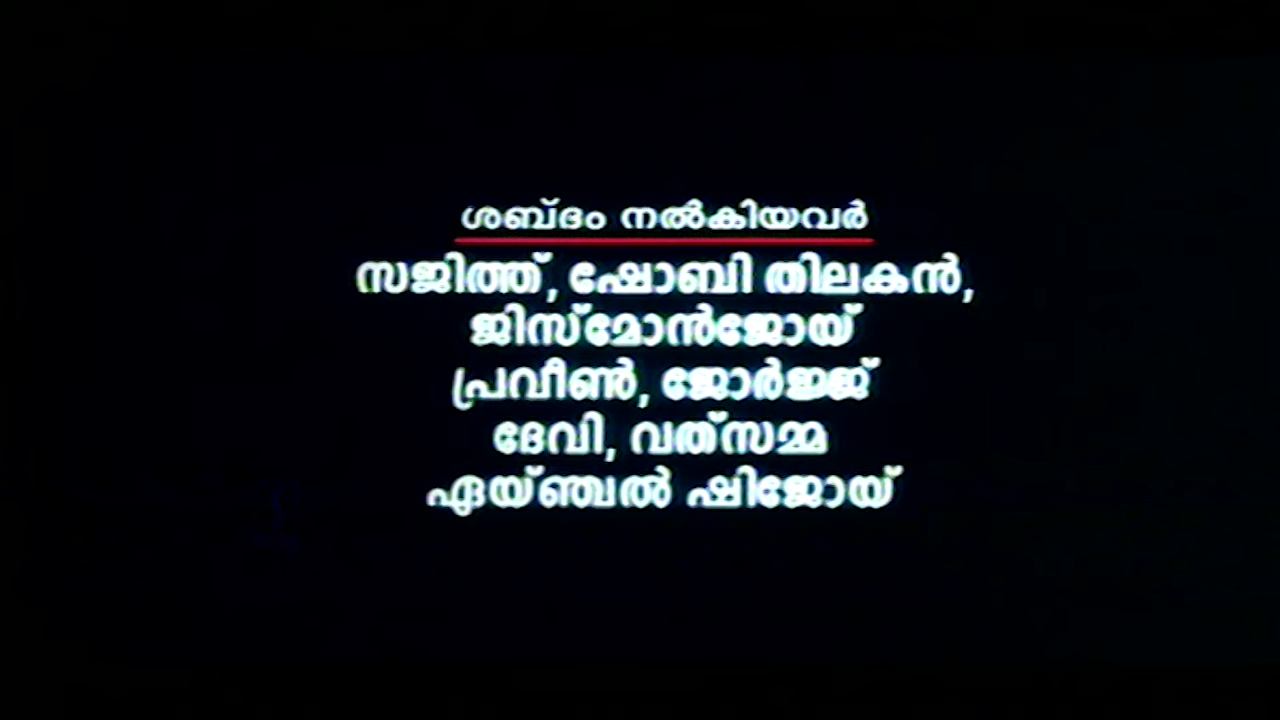 ശബ്ദം നൽകിയവർ
സജിത്ത്, ഷോബി തിലകൻ,
ജിസ്മോൻജോയ്
പ്രവീൺ, ജോർജ്ജ്
ദേവി, വത്സമ്മ
ഏയ്ഞ്ചൽ ഷിജോയ്